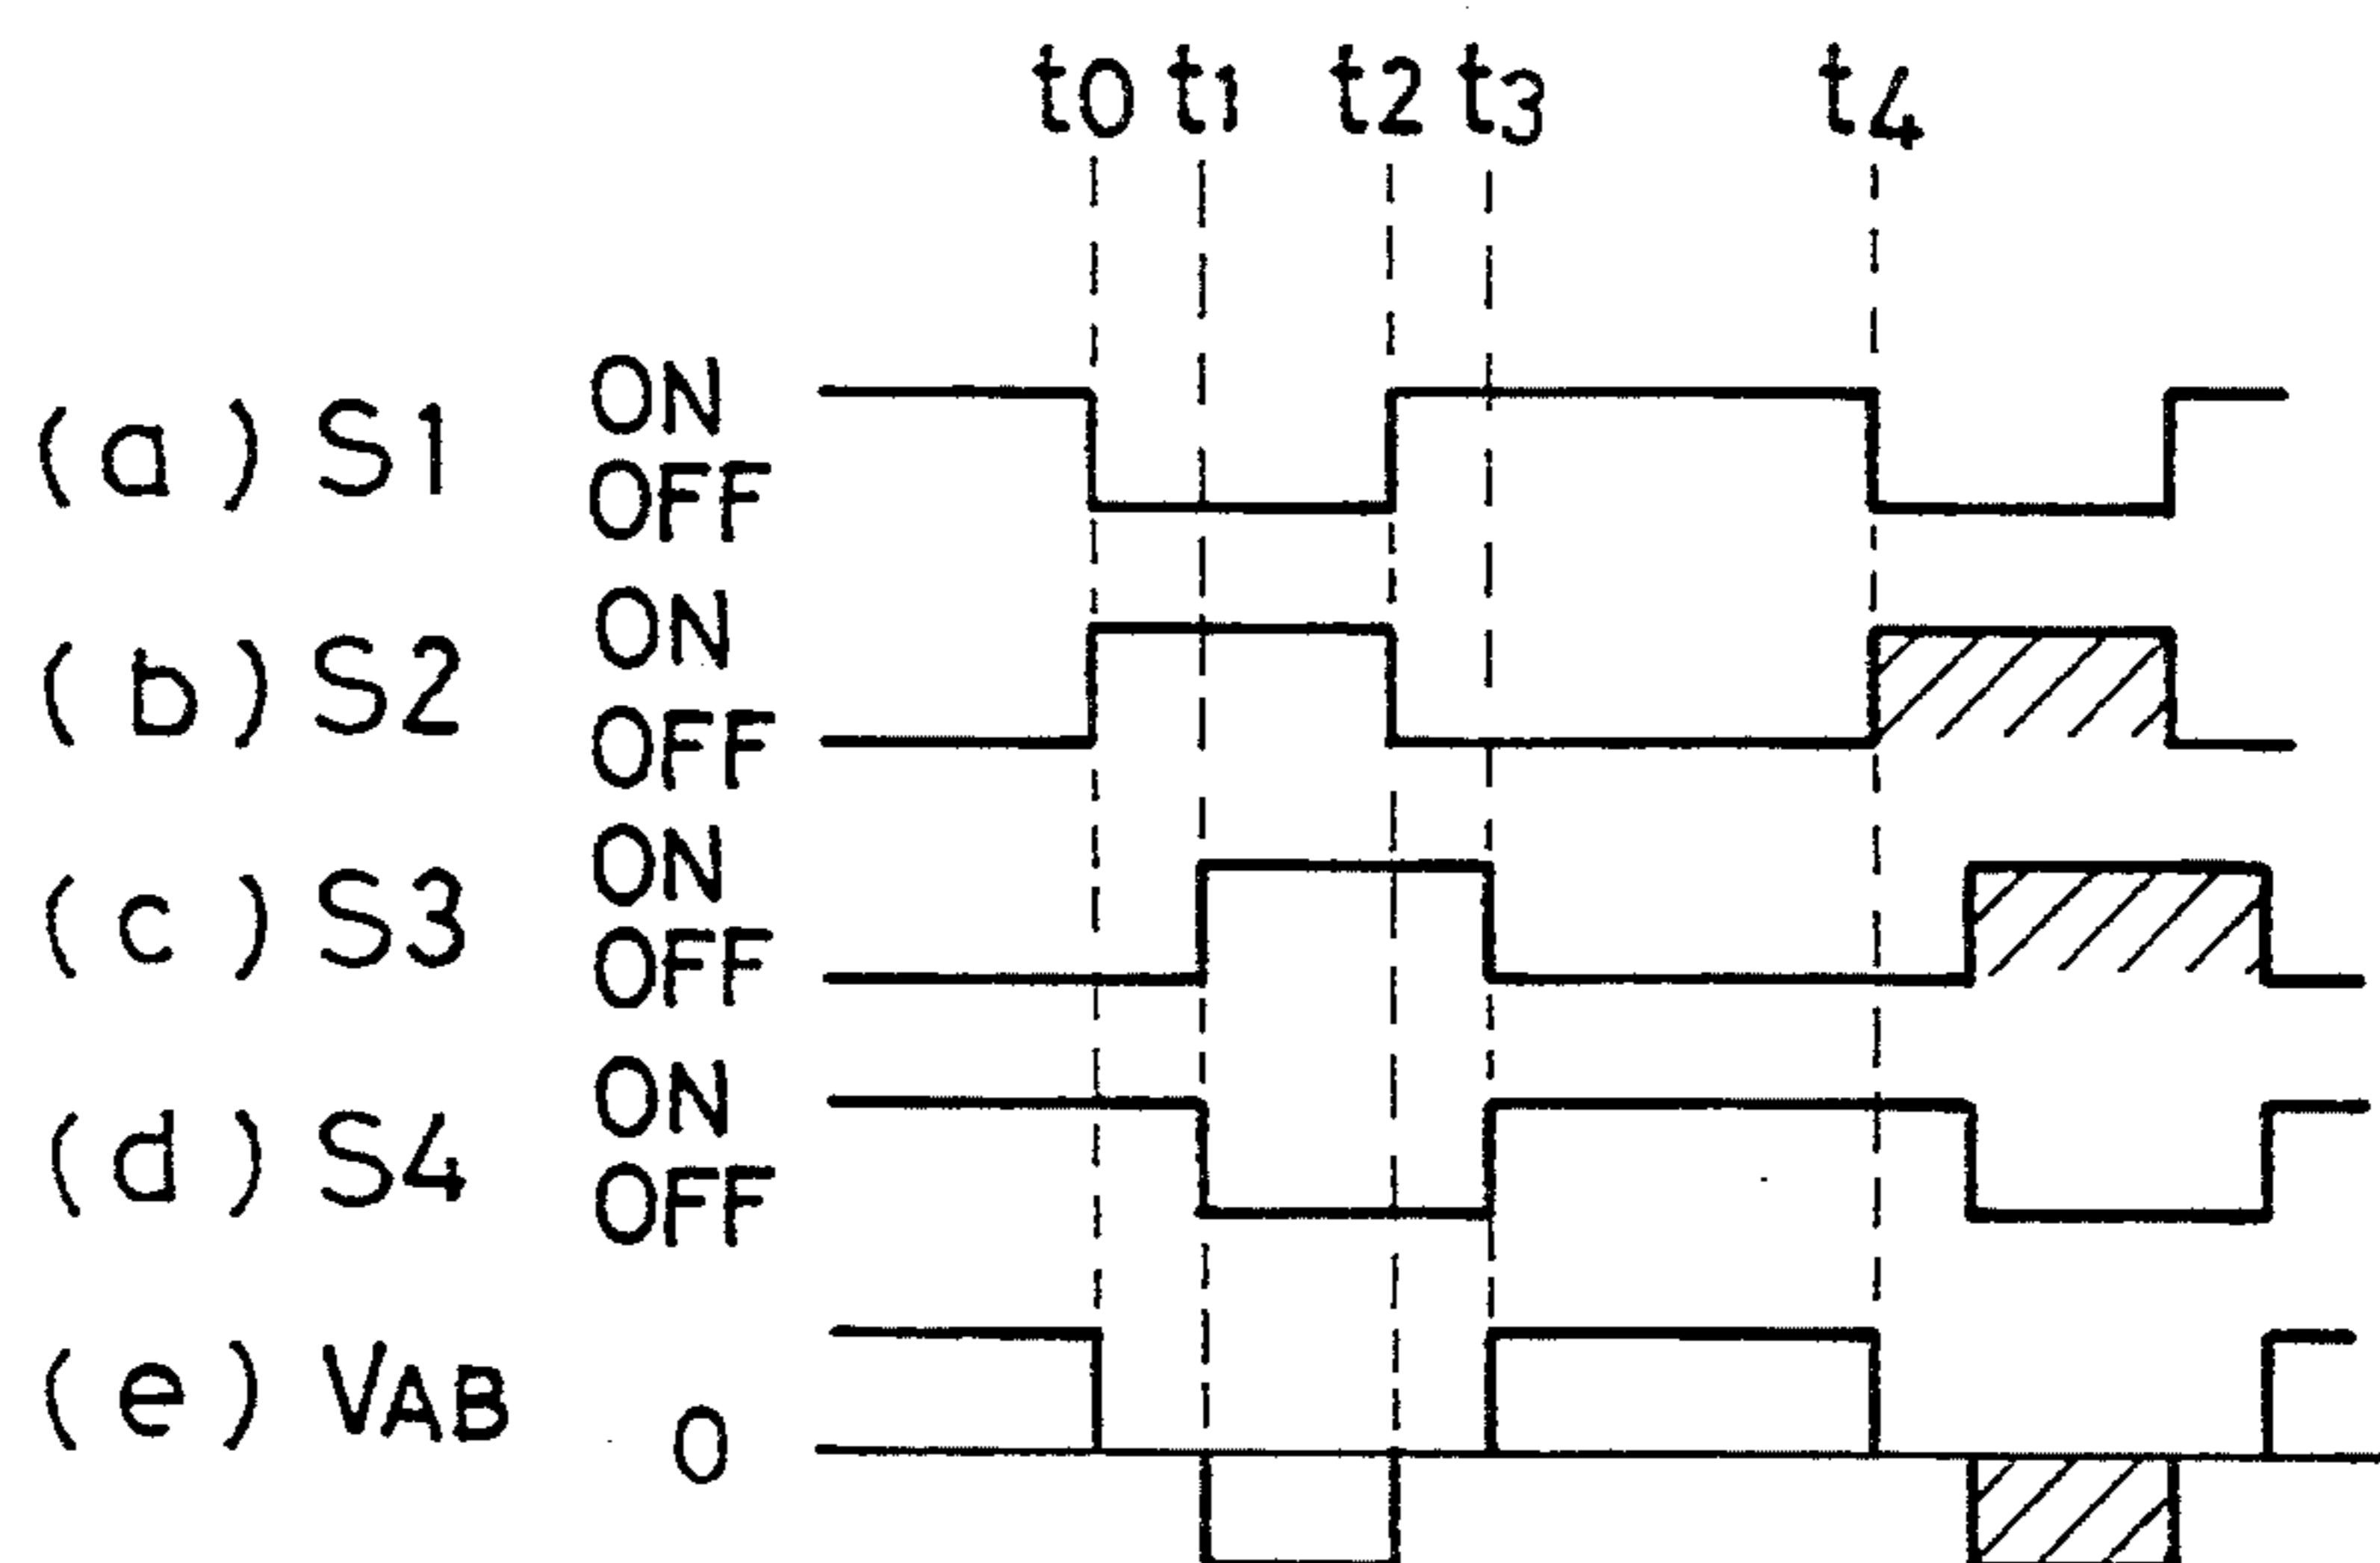 t0 t1 t2 t3 t4
(a) S1 ON
OFF
(b) S2 ON
OFF
(c) S3 ON
OFF
(d) S4 ON
OFF
(e) VAB 0